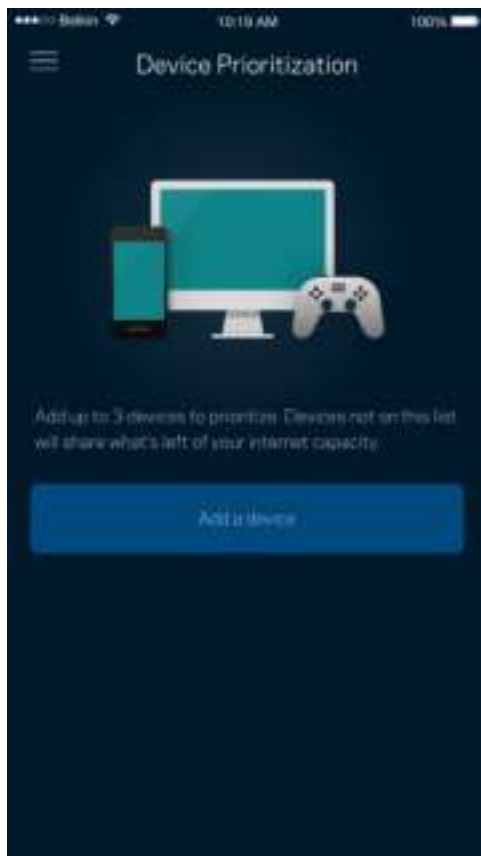 Belkin 10:19 AM 100%
Device Prioritization
Add up to 3 devices to prioritize. Devices not on this list
will share what's left of your internet capacity.
Add a device